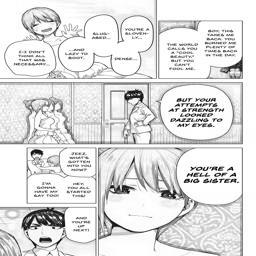 BOY, THIS
TAKES ME
BACK. YOU
BURNED ME
PLENTY OF
TIMES BACK
IN THE DAY.
THE WORLD
CALLS YOU
A "COOL
BEAUTY,"
BUT YOU
CAN'T
FOOL ME.
YOU'RE A
SLOVEN-
LY...
SLUG-
ABED...
DENSE...
...AND
LAZY TO
BOOT.
I-I DON'T
THINK ALL
THAT WAS
NECESSARY...
BUT YOUR
ATTEMPTS
AT
STRENGTH
LOOKED
DAZZLING TO
MY EYES.
YOU'RE A
HELL OF A
BIG SISTER.
JEEZ,
WHAT'S
GOTTEN
INTO YOU
NOW?
HEY, YOU
ALL
STARTED
THIS!
I'M
GONNA
HAVE MY
SAY TOO!
AND
YOU'RE UP
NEXT!